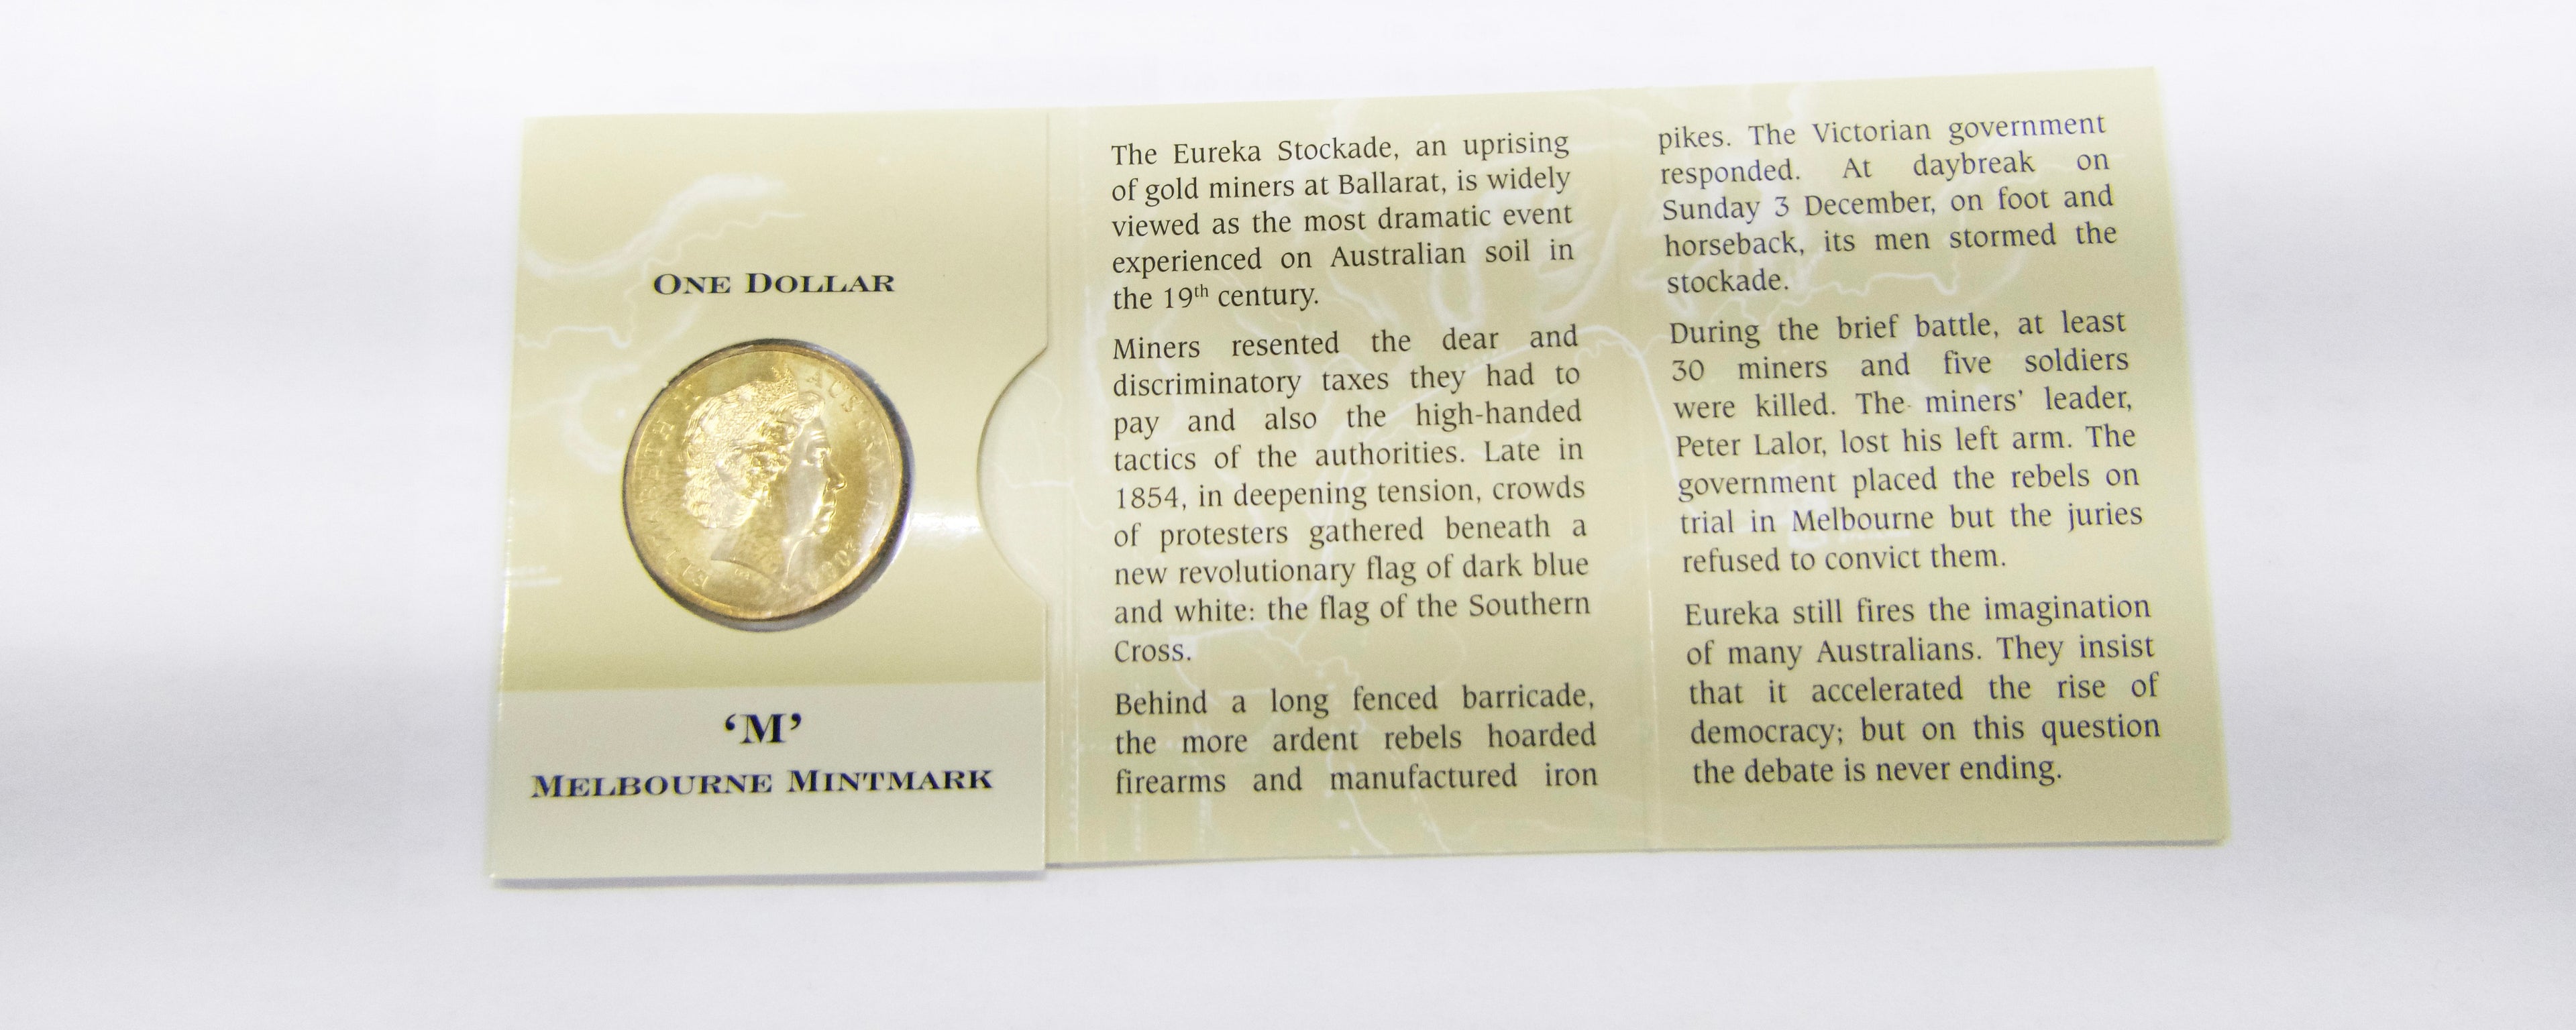 ONE DOLLAR
ELIZABETH II
AUSTRALIA
2004
‘M’
MELBOURNE MINTMARK
The Eureka Stockade, an uprising
of gold miners at Ballarat, is widely
viewed as the most dramatic event
experienced on Australian soil in
the 19th century.
Miners resented the dear and
discriminatory taxes they had to
pay and also the high-handed
tactics of the authorities. Late in
1854, in deepening tension, crowds
of protesters gathered beneath a
new revolutionary flag of dark blue
and white: the flag of the Southern
Cross.
Behind a long fenced barricade,
the more ardent rebels hoarded
firearms and manufactured iron
pikes. The Victorian government
responded. At daybreak on
Sunday 3 December, on foot and
horseback, its men stormed the
stockade.
During the brief battle, at least
30 miners and five soldiers
were killed. The miners’ leader,
Peter Lalor, lost his left arm. The
government placed the rebels on
trial in Melbourne but the juries
refused to convict them.
Eureka still fires the imagination
of many Australians. They insist
that it accelerated the rise of
democracy; but on this question
the debate is never ending.